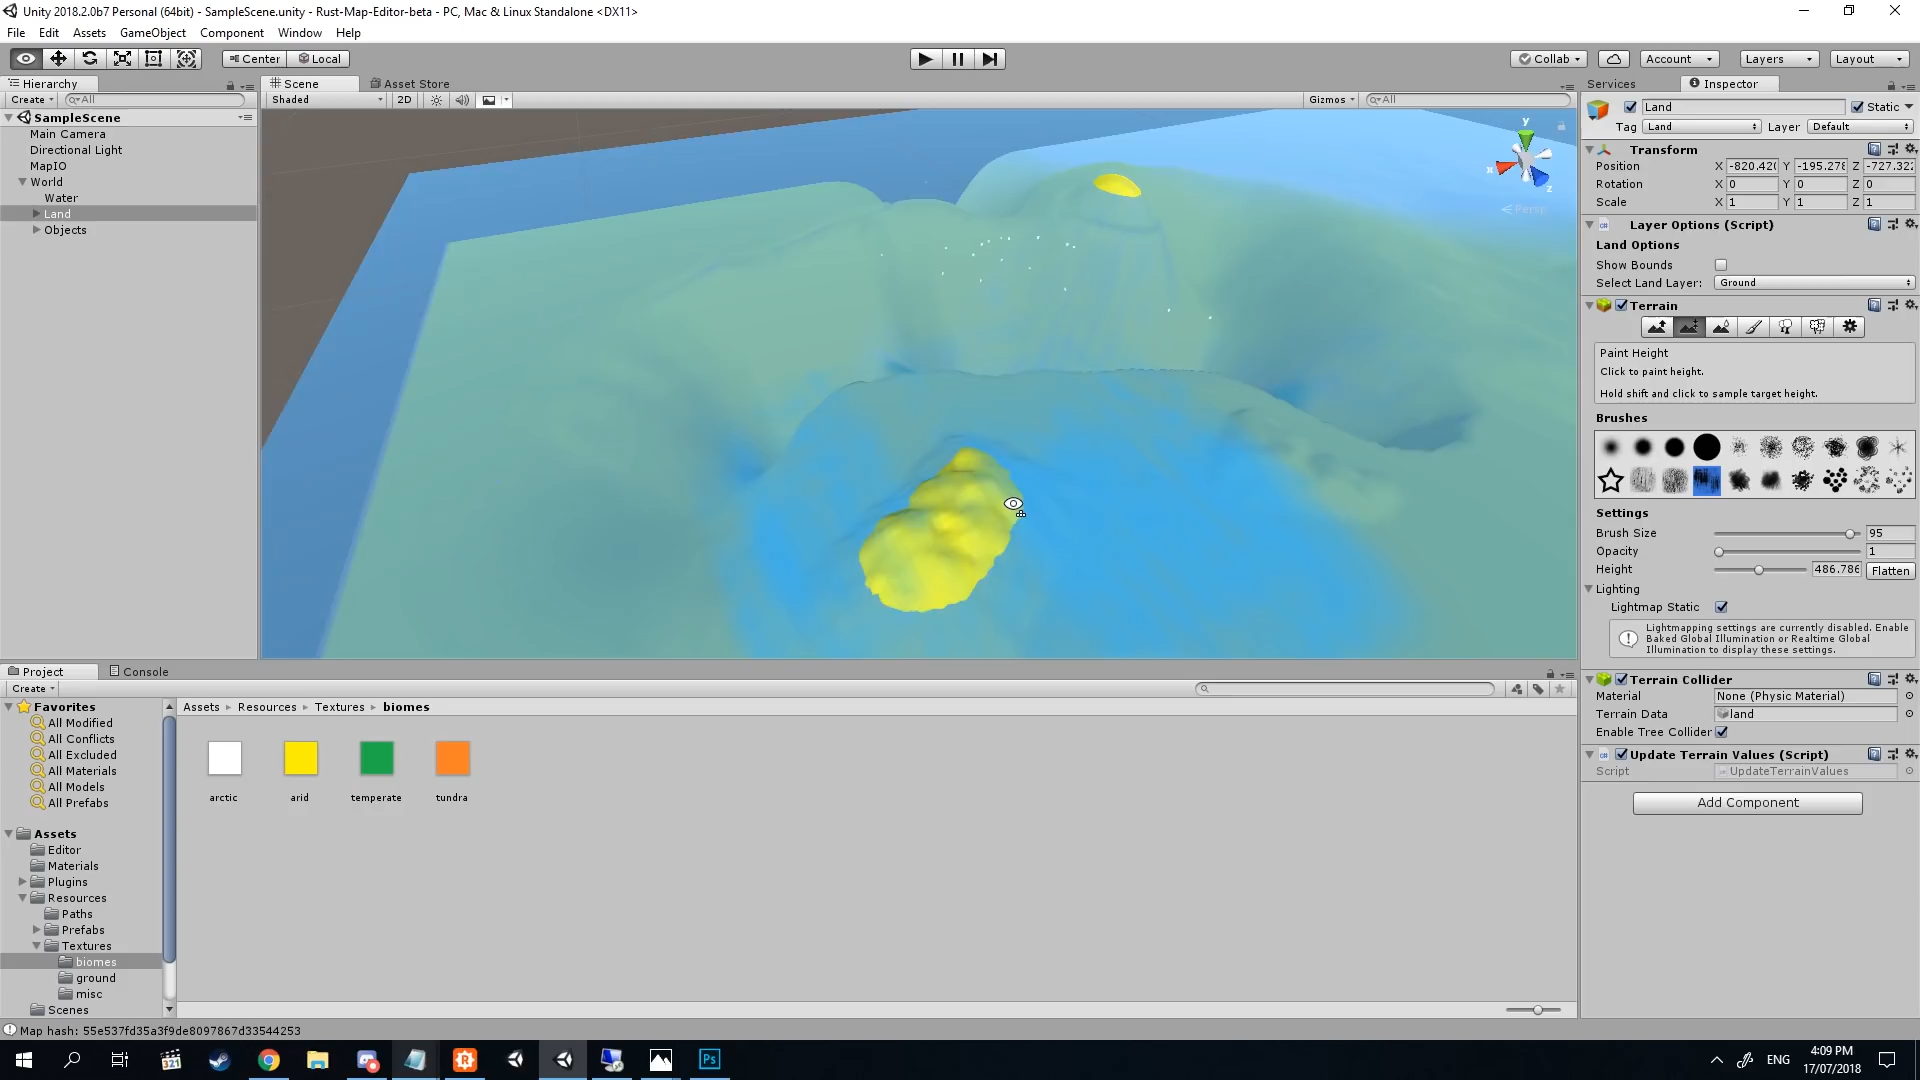 Unity 2018.2.0b7 Personal (64bit) - SampleScene.unity - Rust-Map-Editor-beta - PC, Mac & Linux Standalone <DX11>
File Edit Assets GameObject Component Window Help
Center Local Collab Account Layers Layout
Hierarchy Scene Asset Store Services Inspector
Create All Shaded 2D Gizmos All
Land Static
Tag Land Layer Default
SampleScene
Main Camera
Directional Light
MapIO
World
Water
Land
Objects
y
x
z
Persp
Transform
Position X -820.420 Y -195.278 Z -727.322
Rotation X 0 Y 0 Z 0
Scale X 1 Y 1 Z 1
Layer Options (Script)
Land Options
Show Bounds
Select Land Layer: Ground
Terrain
Paint Height
Click to paint height.
Hold shift and click to sample target height.
Brushes
Settings
Brush Size 95
Opacity 1
Height 486.786 Flatten
Lighting
Lightmap Static
Lightmapping settings are currently disabled. Enable
Baked Global Illumination or Realtime Global
Illumination to display these settings.
Terrain Collider
Material None (Physic Material)
Terrain Data land
Enable Tree Collider
Update Terrain Values (Script)
Script UpdateTerrainValues
Add Component
Project Console
Create
Favorites
All Modified
All Conflicts
All Excluded
All Materials
All Models
All Prefabs
Assets
Editor
Materials
Plugins
Resources
Paths
Prefabs
Textures
biomes
ground
misc
Scenes
Assets Resources Textures biomes
arctic arid temperate tundra
Map hash: 55e537fd35a3f9de8097867d33544253
321
Ps
ENG
4:09 PM
17/07/2018